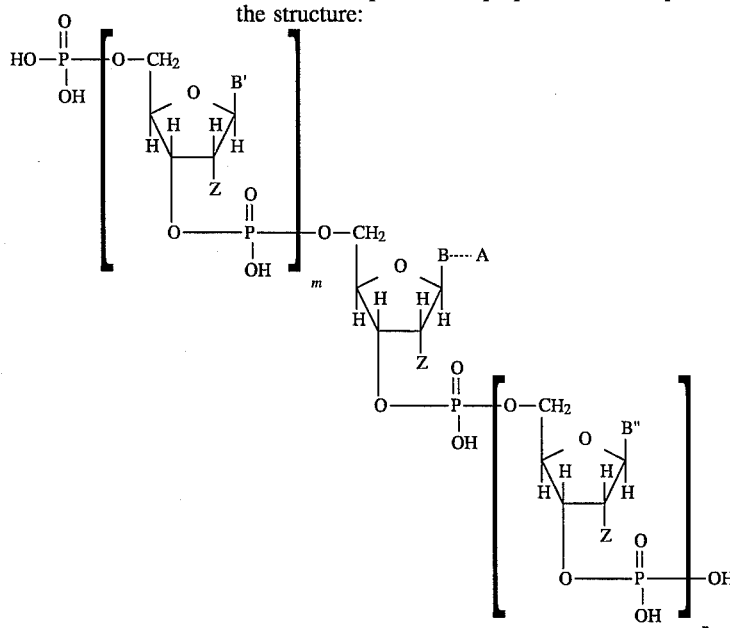 the structure:
O
HO P O CH2
OH
B'
O
H H
H H
Z
O
O P O CH2
OH
m
B A
O
H H
H H
Z
O
O P O CH2
OH
B"
O
H H
H H
Z
O
O P OH
OH